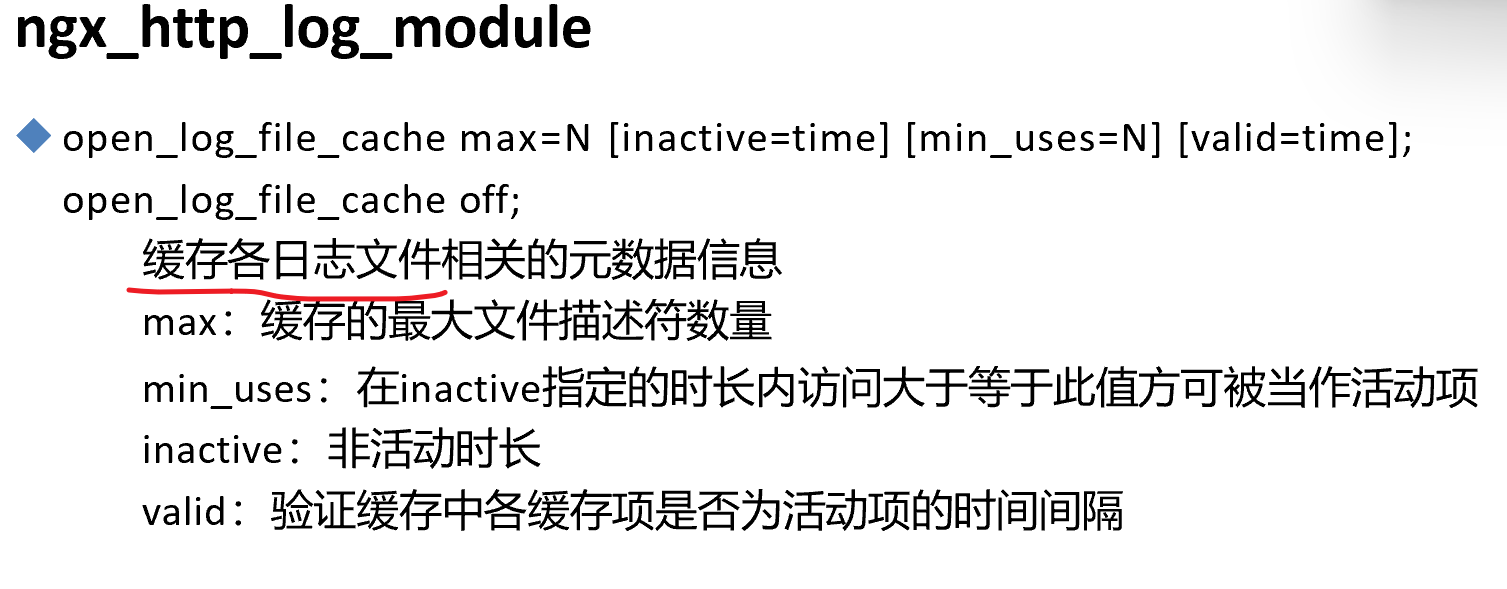 ngx_http_log_module
open_log_file_cache max=N [inactive=time] [min_uses=N] [valid=time];
open_log_file_cache off;
缓存各日志文件相关的元数据信息
max：缓存的最大文件描述符数量
min_uses：在inactive指定的时长内访问大于等于此值方可被当作活动项
inactive：非活动时长
valid：验证缓存中各缓存项是否为活动项的时间间隔